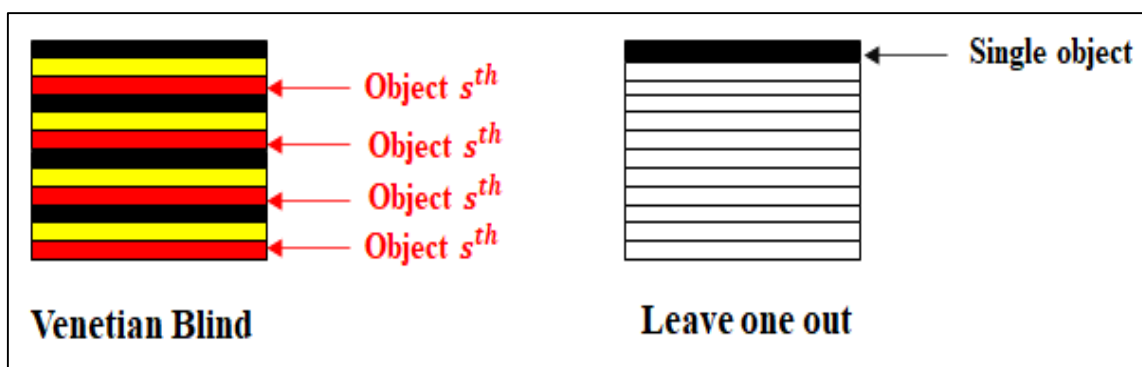 Single object
Object s^th
Object s^th
Object s^th
Object s^th
Venetian Blind
Leave one out